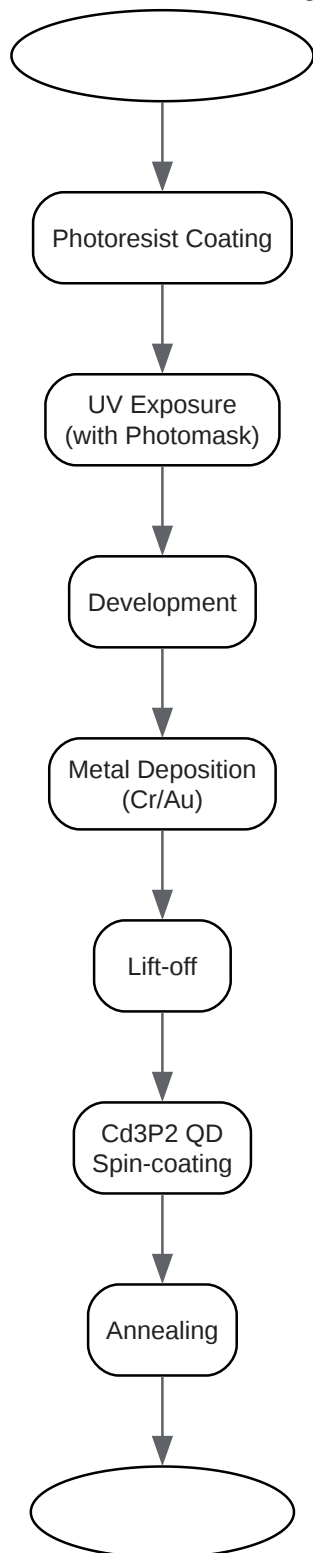 Photoresist Coating
UV Exposure
(with Photomask)
Development
Metal Deposition
(Cr/Au)
Lift-off
Cd3P2 QD
Spin-coating
Annealing